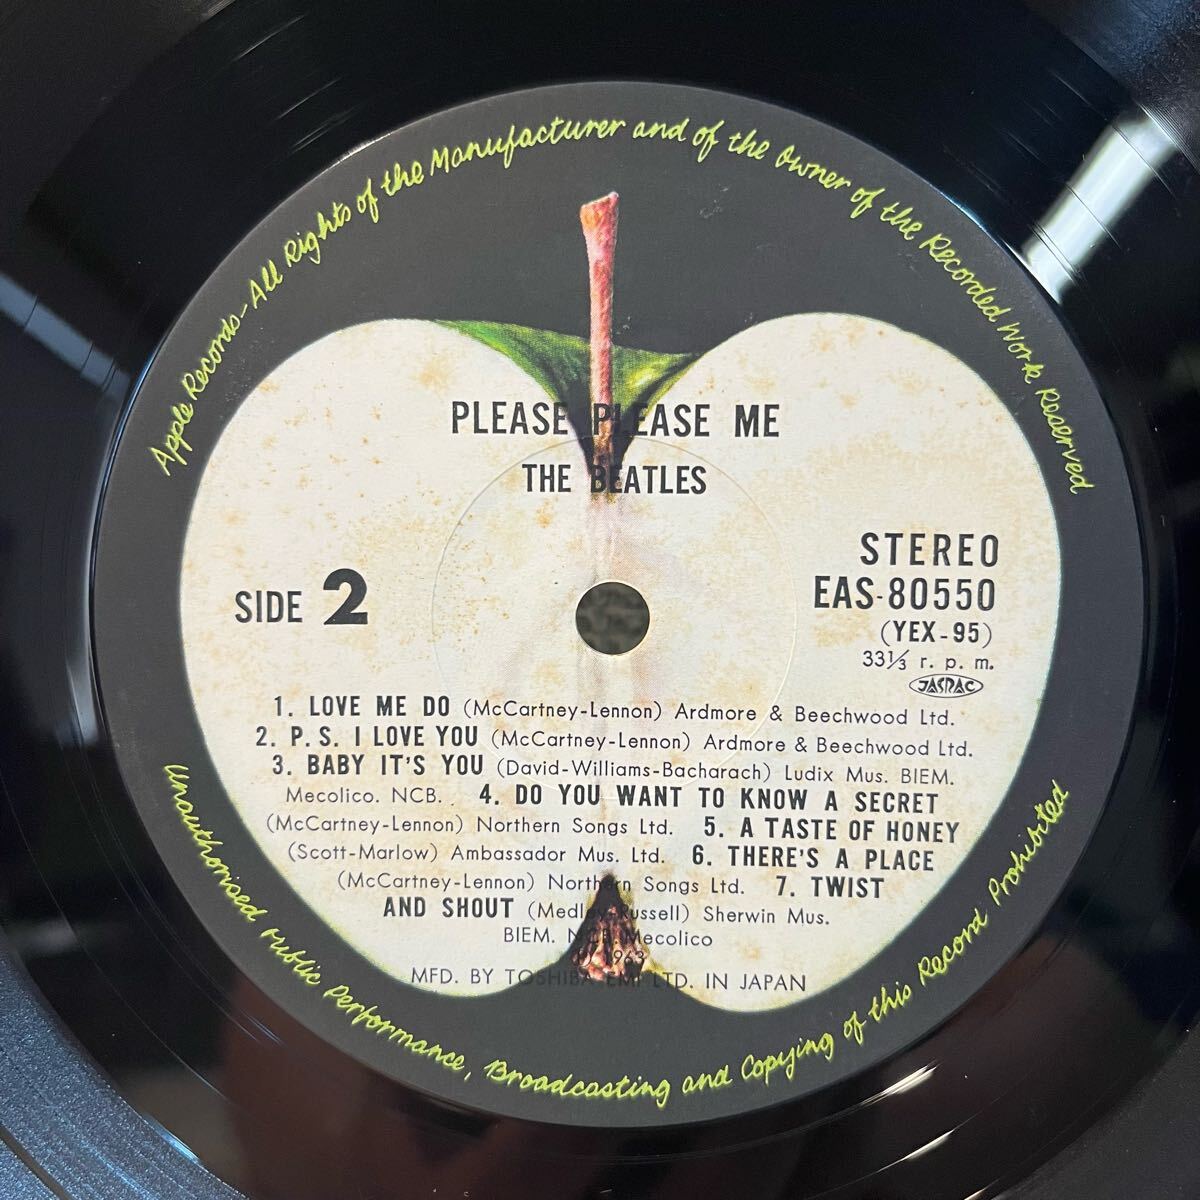 Apple Records-All Rights of the Manufacturer and of the Owner of the Recorded Work Reserved
PLEASE PLEASE ME
THE BEATLES
STEREO
EAS-80550
(YEX-95)
33⅓ r. p. m.
JASRAC
SIDE 2
1. LOVE ME DO (McCartney-Lennon) Ardmore & Beechwood Ltd.
2. P. S. I LOVE YOU (McCartney-Lennon) Ardmore & Beechwood Ltd.
3. BABY IT'S YOU (David-Williams-Bacharach) Ludix Mus. BIEM.
Mecolico. NCB. 4. DO YOU WANT TO KNOW A SECRET
(McCartney-Lennon) Northern Songs Ltd. 5. A TASTE OF HONEY
(Scott-Marlow) Ambassador Mus. Ltd. 6. THERE'S A PLACE
(McCartney-Lennon) Northern Songs Ltd. 7. TWIST
AND SHOUT (Medley-Russell) Sherwin Mus.
BIEM. NCB. Mecolico
1963
MFD. BY TOSHIBA EMI LTD. IN JAPAN
Unauthorised Public Performance, Broadcasting and Copying of this Record Prohibited